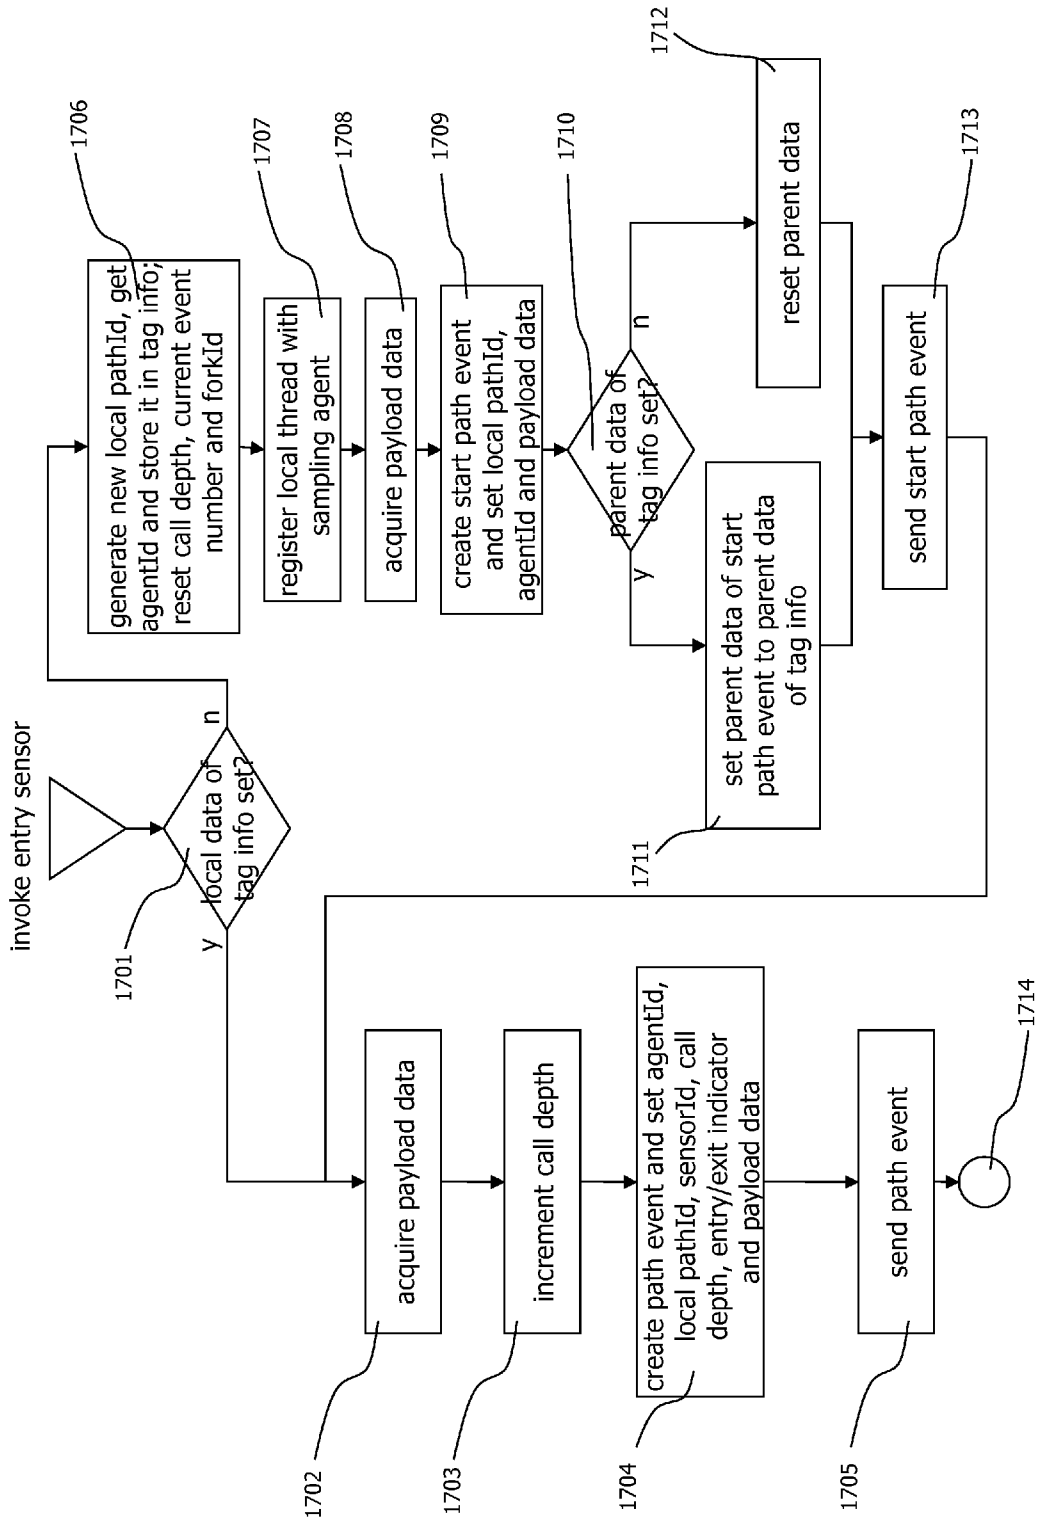 invoke entry sensor
1701
local data of
tag info set?
y
n
1702
acquire payload data
1703
increment call depth
1704
create path event and set agentId,
local pathId, sensorId, call
depth, entry/exit indicator
and payload data
1705
send path event
1714
1706
generate new local pathId, get
agentId and store it in tag info;
reset call depth, current event
number and forkId
1707
register local thread with
sampling agent
1708
acquire payload data
1709
create start path event
and set local pathId,
agentId and payload data
1710
parent data of
tag info set?
y
n
1711
set parent data of start
path event to parent data
of tag info
1712
reset parent data
1713
send start path event